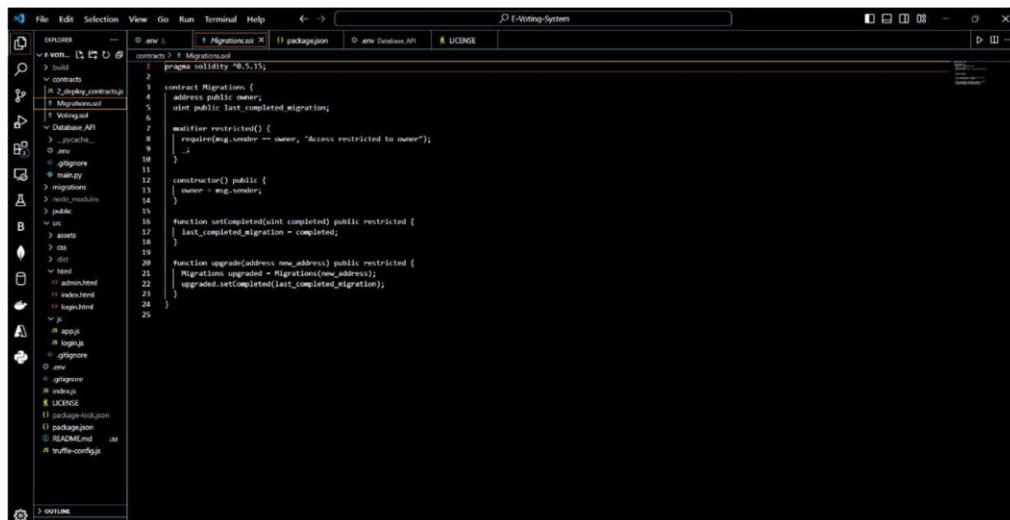 File Edit Selection View Go Run Terminal Help
E-Voting-System
EXPLORER
.env
Migrations.sol
package.json
.env Database_API
LICENSE
contracts > Migrations.sol
build
contracts
2_deploy_contracts.js
Migrations.sol
Voting.sol
Database_API
__pycache__
.env
.gitignore
main.py
migrations
node_modules
public
src
assets
css
dist
html
admin.html
index.html
login.html
js
app.js
login.js
.gitignore
.env
.gitignore
index.js
LICENSE
package-lock.json
package.json
README.md
truffle-config.js
OUTLINE
1 pragma solidity ^0.5.15;
2
3 contract Migrations {
4 address public owner;
5 uint public last_completed_migration;
6
7 modifier restricted() {
8 require(msg.sender == owner, "Access restricted to owner");
9 _;
10 }
11
12 constructor() public {
13 owner = msg.sender;
14 }
15
16 function setCompleted(uint completed) public restricted {
17 last_completed_migration = completed;
18 }
19
20 function upgrade(address new_address) public restricted {
21 Migrations upgraded = Migrations(new_address);
22 upgraded.setCompleted(last_completed_migration);
23 }
24 }
25